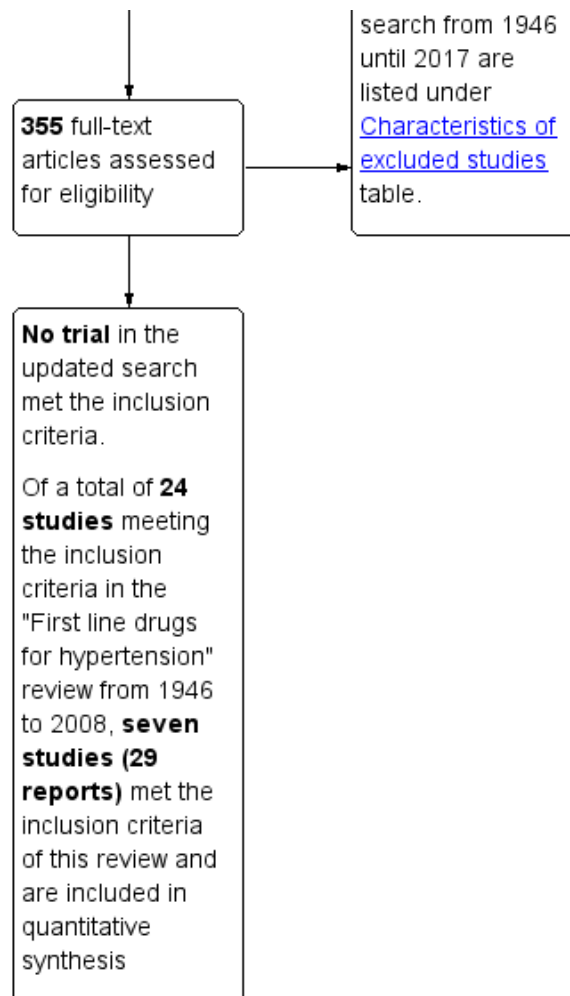 search from 1946
until 2017 are
listed under
Characteristics of
excluded studies
table.
355 full-text
articles assessed
for eligibility
No trial in the
updated search
met the inclusion
criteria.
Of a total of 24
studies meeting
the inclusion
criteria in the
"First line drugs
for hypertension"
review from 1946
to 2008, seven
studies (29
reports) met the
inclusion criteria
of this review and
are included in
quantitative
synthesis